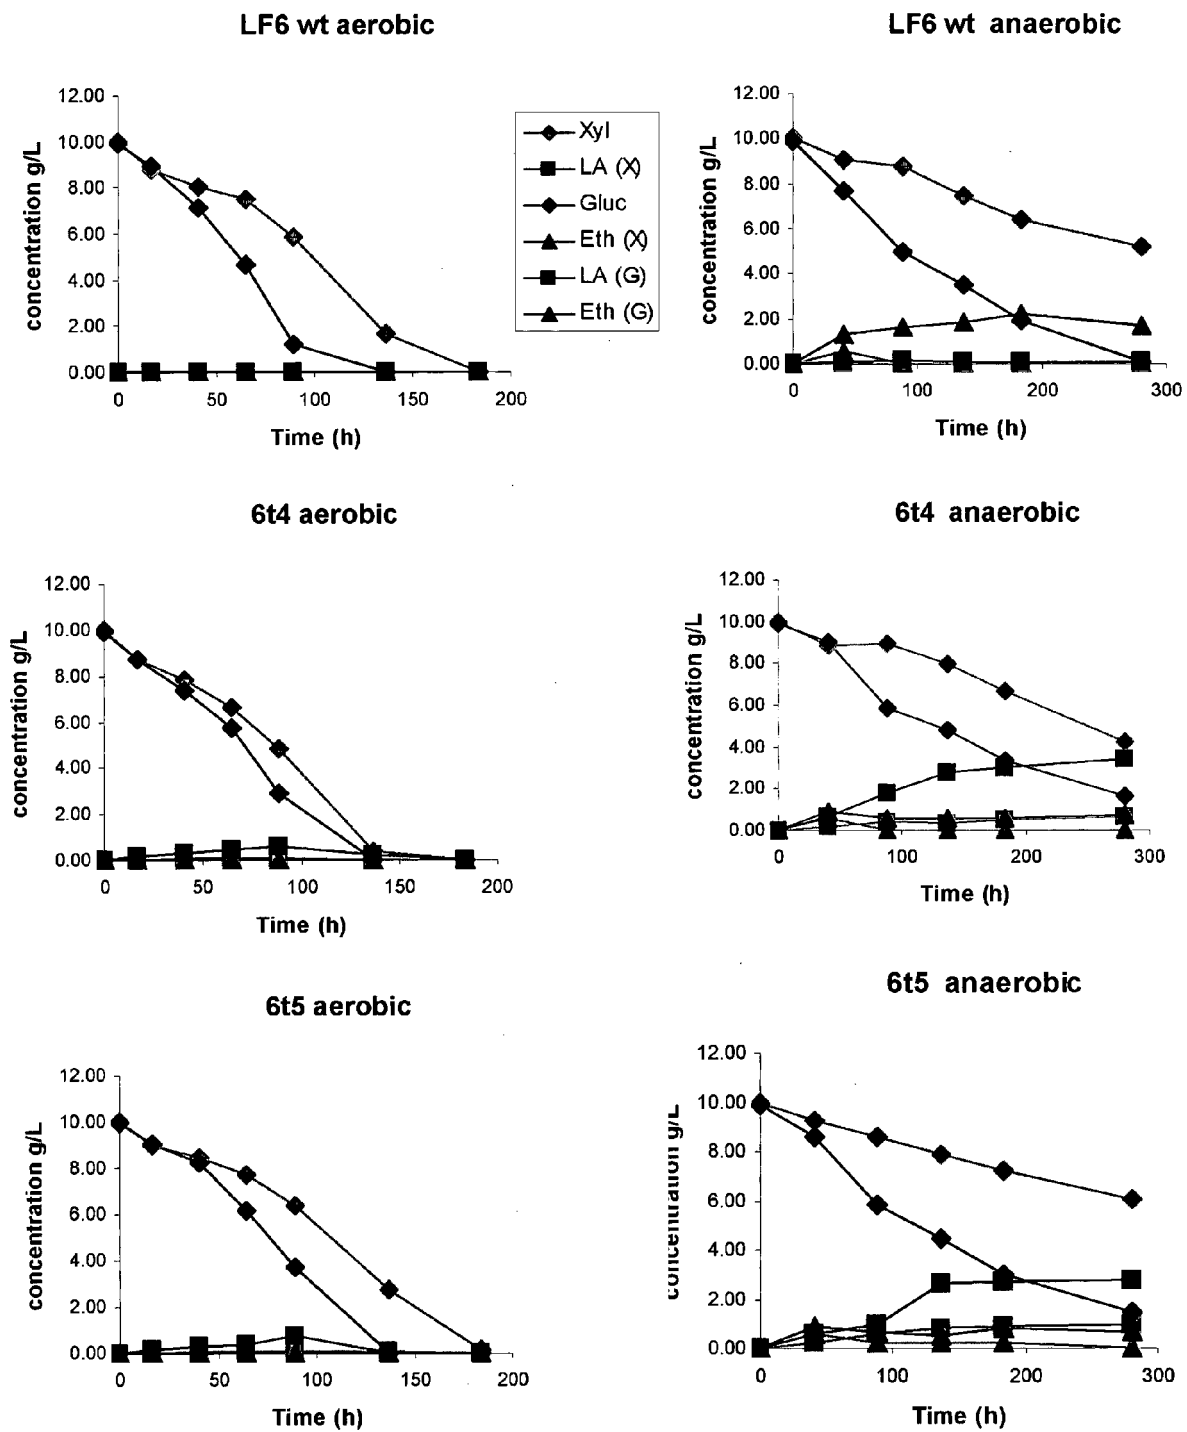 LF6 wt aerobic
12.00
10.00
8.00
6.00
4.00
2.00
0.00
concentration g/L
0 50 100 150 200
Time (h)
Xyl
LA (X)
Gluc
Eth (X)
LA (G)
Eth (G)
LF6 wt anaerobic
12.00
10.00
8.00
6.00
4.00
2.00
0.00
concentration g/L
0 100 200 300
Time (h)
6t4 aerobic
12.00
10.00
8.00
6.00
4.00
2.00
0.00
concentration g/L
0 50 100 150 200
Time (h)
6t4 anaerobic
12.00
10.00
8.00
6.00
4.00
2.00
0.00
concentration g/L
0 100 200 300
Time (h)
6t5 aerobic
12.00
10.00
8.00
6.00
4.00
2.00
0.00
concentration g/L
0 50 100 150 200
Time (h)
6t5 anaerobic
12.00
10.00
8.00
6.00
4.00
2.00
0.00
concentration g/L
0 100 200 300
Time (h)